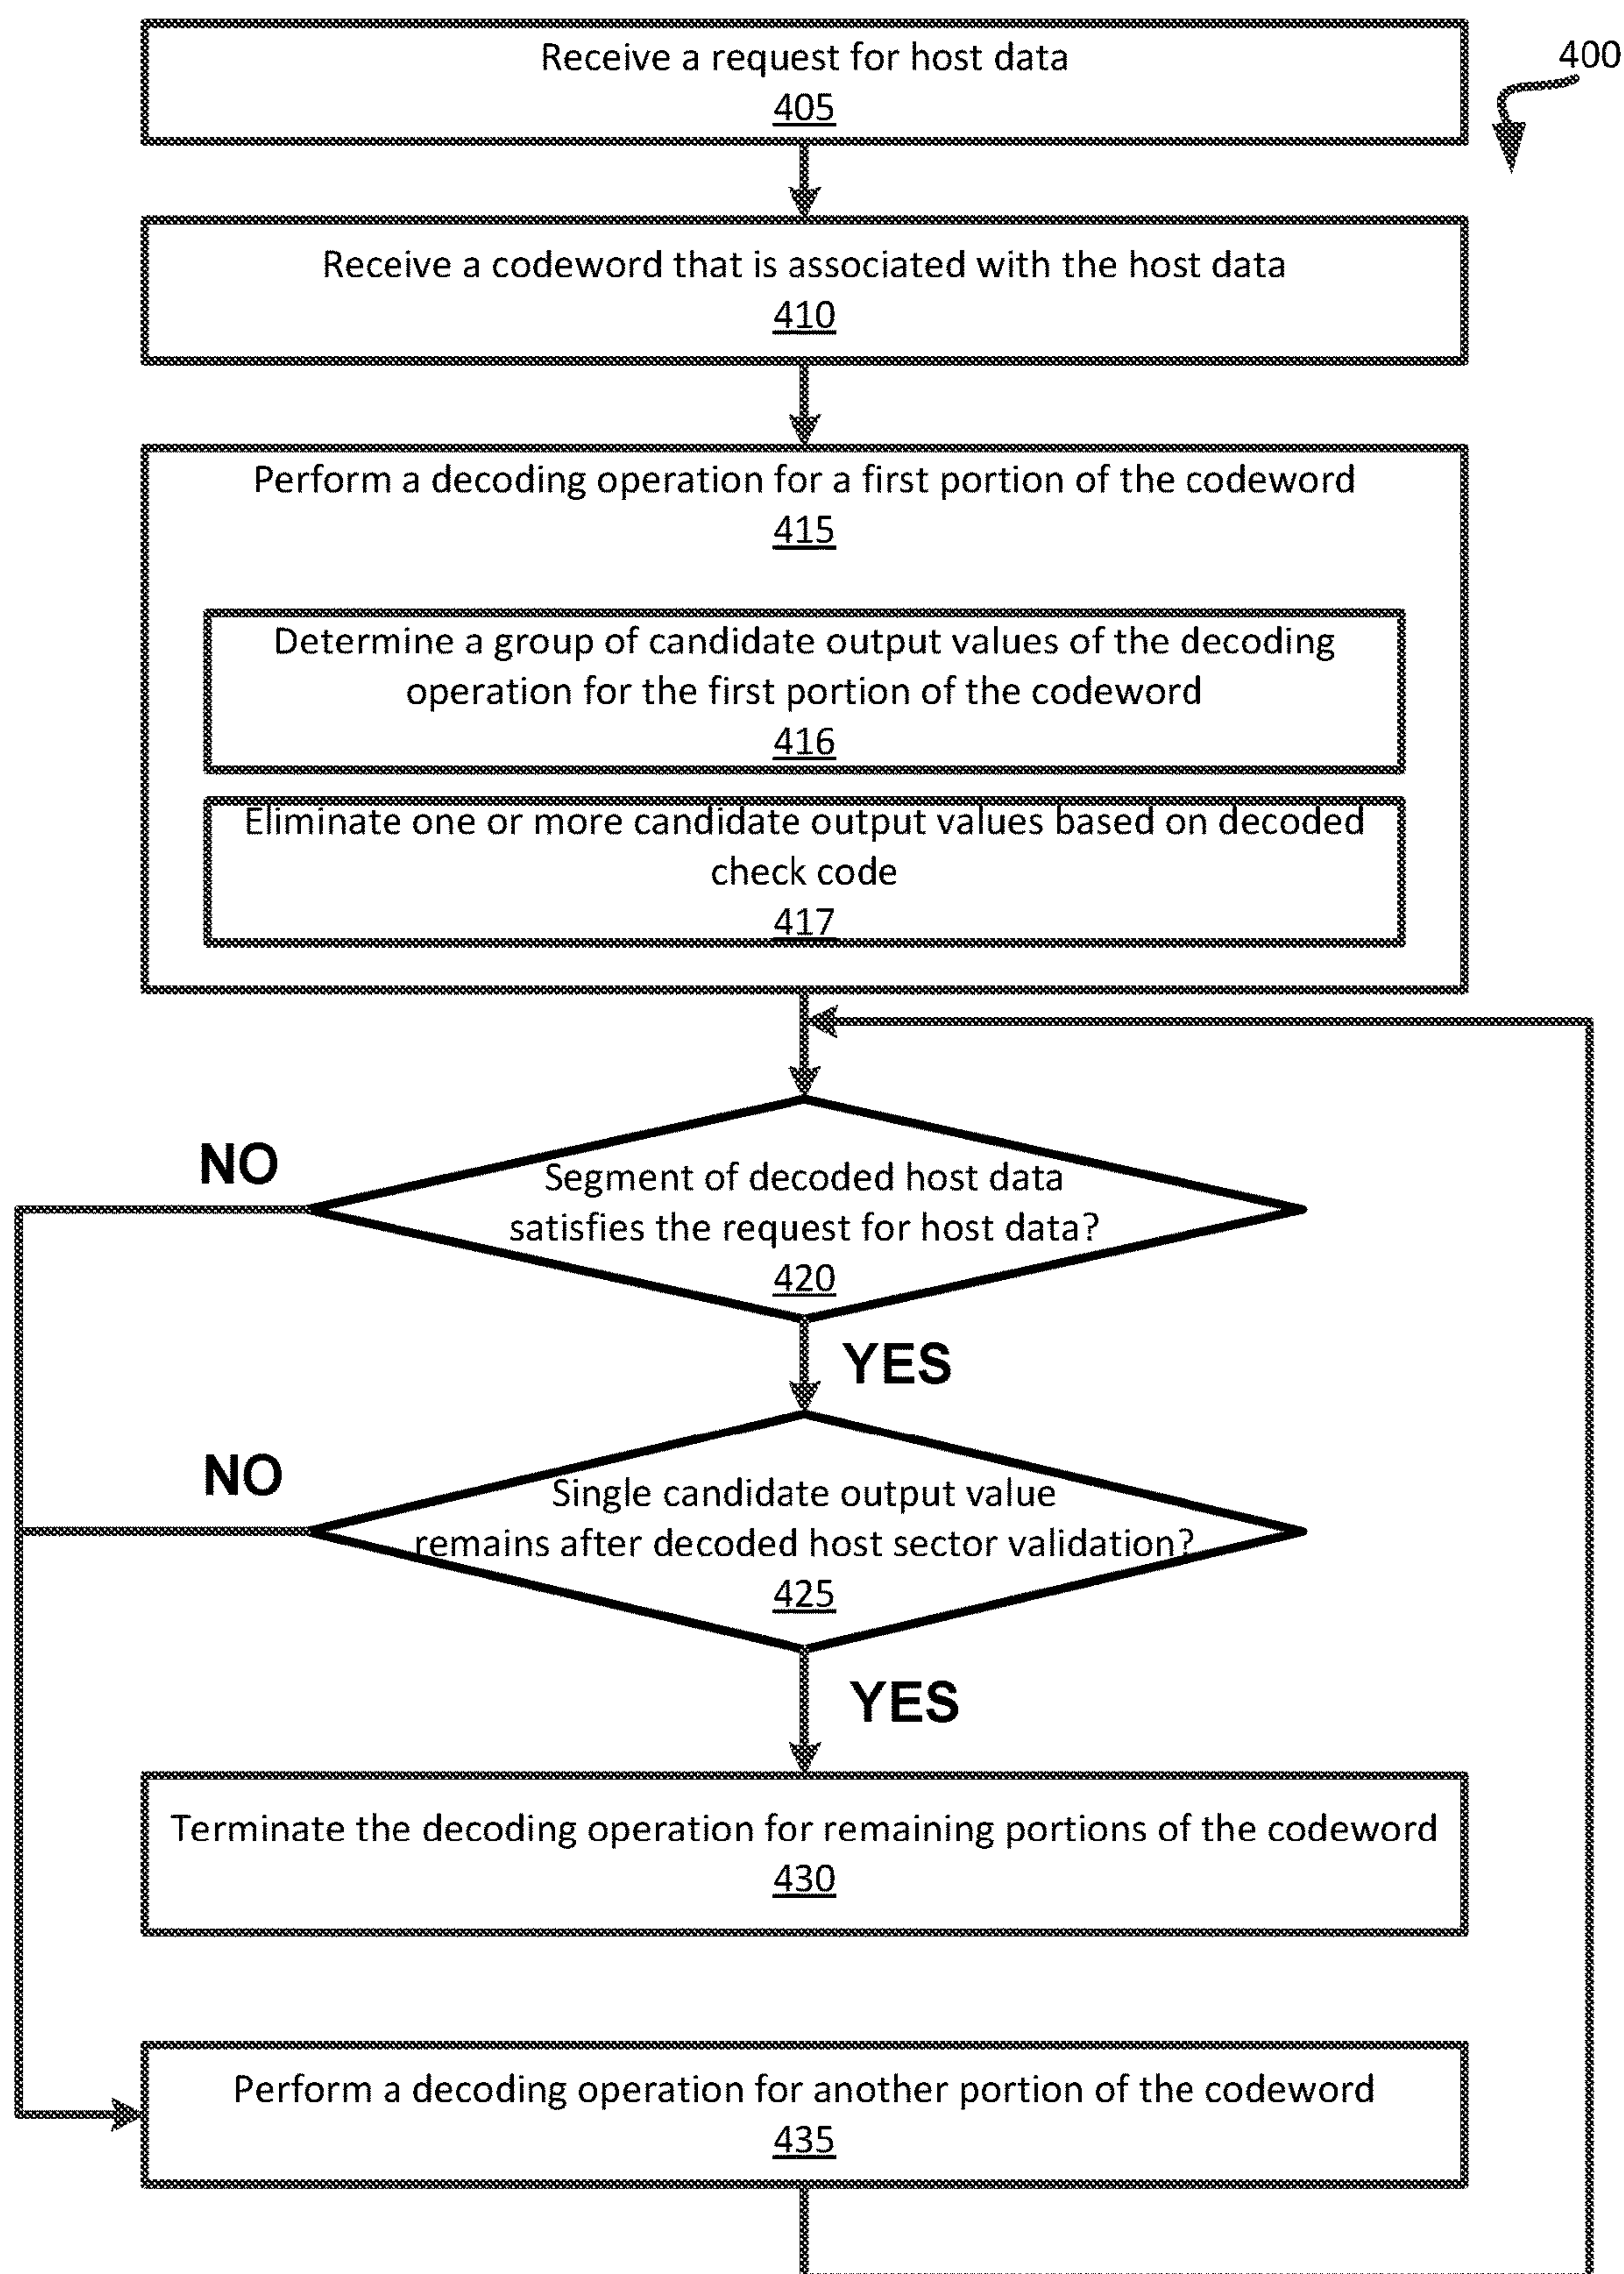 Receive a request for host data
405
400
Receive a codeword that is associated with the host data
410
Perform a decoding operation for a first portion of the codeword
415
Determine a group of candidate output values of the decoding
operation for the first portion of the codeword
416
Eliminate one or more candidate output values based on decoded
check code
417
NO
Segment of decoded host data
satisfies the request for host data?
420
YES
NO
Single candidate output value
remains after decoded host sector validation?
425
YES
Terminate the decoding operation for remaining portions of the codeword
430
Perform a decoding operation for another portion of the codeword
435